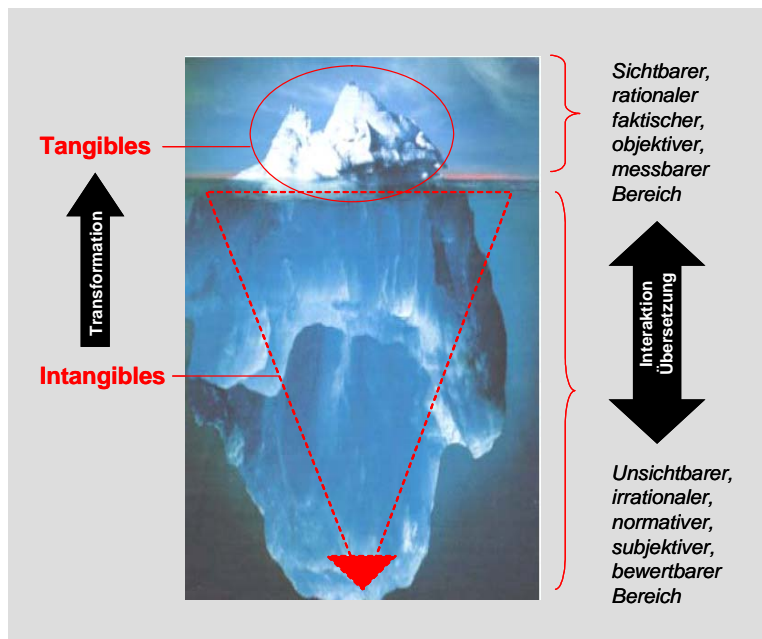 Tangibles
Transformation
Intangibles
Sichtbarer,
rationaler
faktischer,
objektiver,
messbarer
Bereich
Interaktion
Übersetzung
Unsichtbarer,
irrationaler,
normativer,
subjektiver,
bewertbarer
Bereich